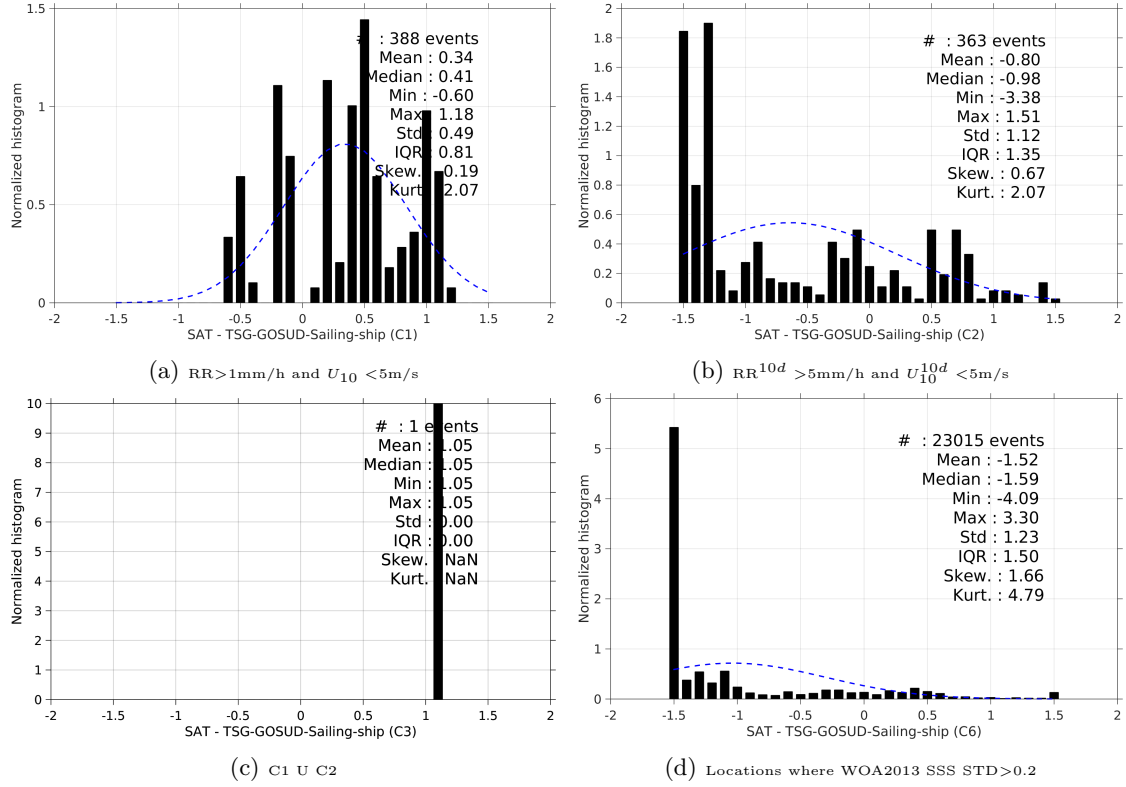 1.5
1
0.5
0
-2
-1.5
-1
-0.5
0
0.5
1
1.5
2
Normalized histogram
SAT - TSG-GOSUD-Sailing-ship (C1)
# : 388 events
Mean : 0.34
Median : 0.41
Min : -0.60
Max : 1.18
Std : 0.49
IQR : 0.81
Kurt. : 2.07
(a) RR>1mm/h and U10 <5m/s
2
1.8
1.6
1.4
1.2
1
0.8
0.6
0.4
0.2
0
-2
-1.5
-1
-0.5
0
0.5
1
1.5
2
Normalized histogram
SAT - TSG-GOSUD-Sailing-ship (C2)
# : 363 events
Mean : -0.80
Median : -0.98
Min : -3.38
Max : 1.51
Std : 1.12
IQR : 1.35
Skew. : 0.67
Kurt. : 2.07
(b) RR^10d >5mm/h and U10^10d <5m/s
10
9
8
7
6
5
4
3
2
1
0
-2
-1.5
-1
-0.5
0
0.5
1
1.5
2
Normalized histogram
SAT - TSG-GOSUD-Sailing-ship (C3)
# : 1 events
Mean : 1.05
Median : 1.05
Min : 1.05
Max : 1.05
Std : 0.00
IQR : 0.00
Skew. : NaN
Kurt. : NaN
(c) C1 U C2
6
5
4
3
2
1
0
-2
-1.5
-1
-0.5
0
0.5
1
1.5
2
Normalized histogram
SAT - TSG-GOSUD-Sailing-ship (C6)
# : 23015 events
Mean : -1.52
Median : -1.59
Min : -4.09
Max : 3.30
Std : 1.23
IQR : 1.50
Skew. : 1.66
Kurt. : 4.79
(d) Locations where WOA2013 SSS STD>0.2